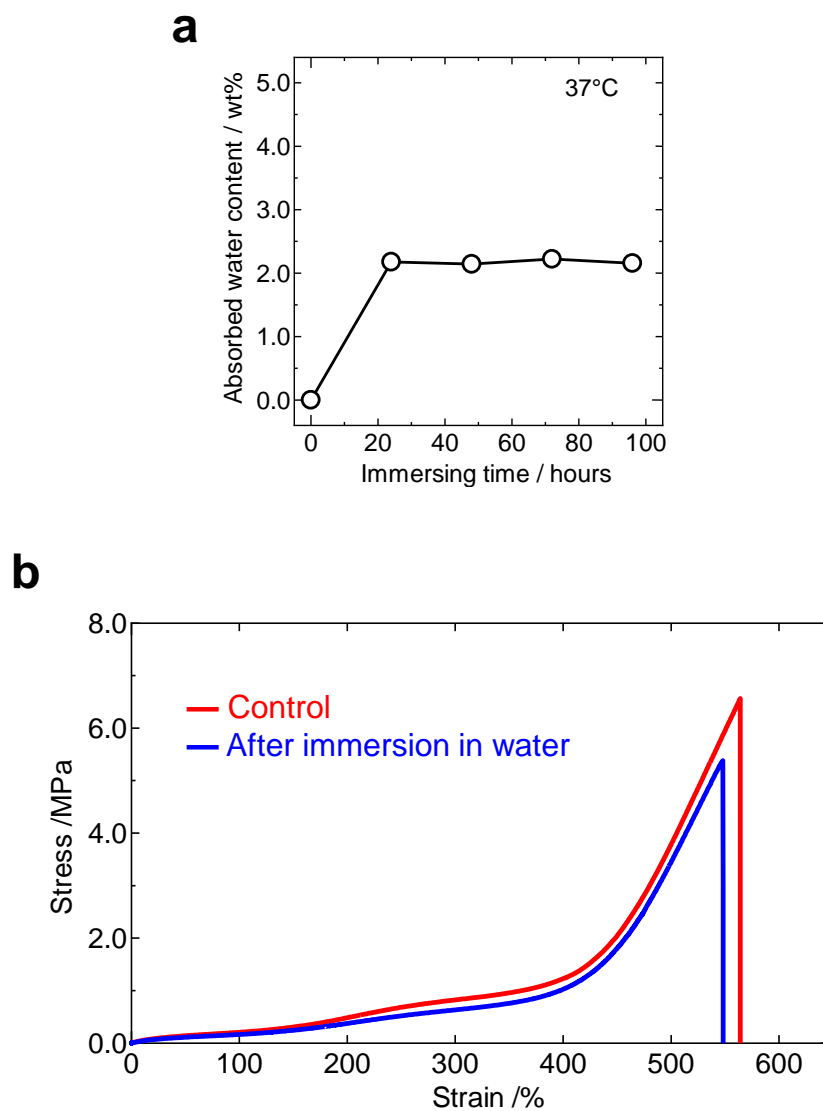 a
37°C
Absorbed water content / wt%
5.0
4.0
3.0
2.0
1.0
0.0
0 20 40 60 80 100
Immersing time / hours
b
Stress /MPa
8.0
6.0
4.0
2.0
0.0
Control
After immersion in water
0 100 200 300 400 500 600
Strain /%